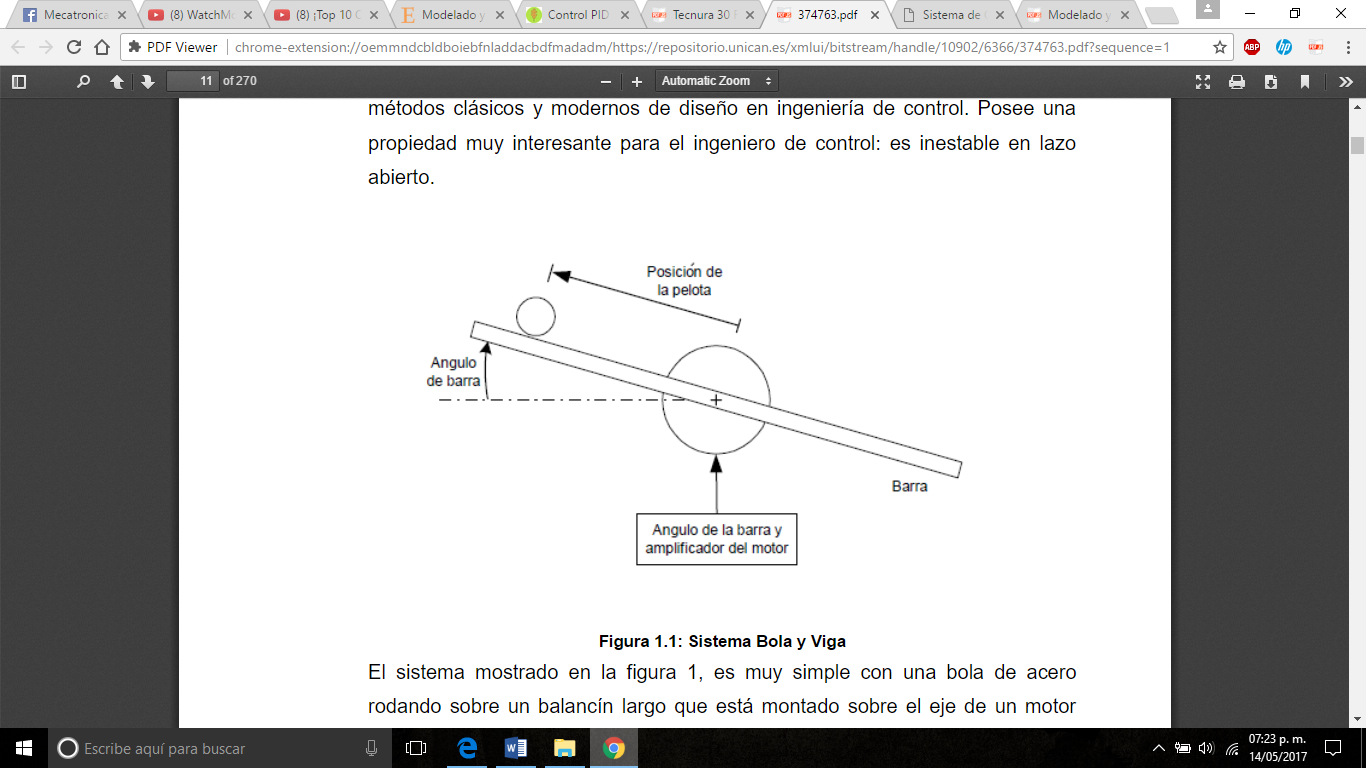 Mecatronica
(8) WatchMo
(8) ¡Top 10 C
Modelado y
Control PID
Tecnura 30
374763.pdf
Sistema de
Modelado y
PDF Viewer
chrome-extension://oemmndcbldboiebfnladdacbdfmadadm/https://repositorio.unican.es/xmlui/bitstream/handle/10902/6366/374763.pdf?sequence=1
ABP
hp
11 of 270
Automatic Zoom
métodos clásicos y modernos de diseño en ingeniería de control. Posee una
propiedad muy interesante para el ingeniero de control: es inestable en lazo
abierto.
Posición de
la pelota
Angulo
de barra
Barra
Angulo de la barra y
amplificador del motor
Figura 1.1: Sistema Bola y Viga
El sistema mostrado en la figura 1, es muy simple con una bola de acero
rodando sobre un balancín largo que está montado sobre el eje de un motor
Escribe aquí para buscar
07:23 p. m.
14/05/2017